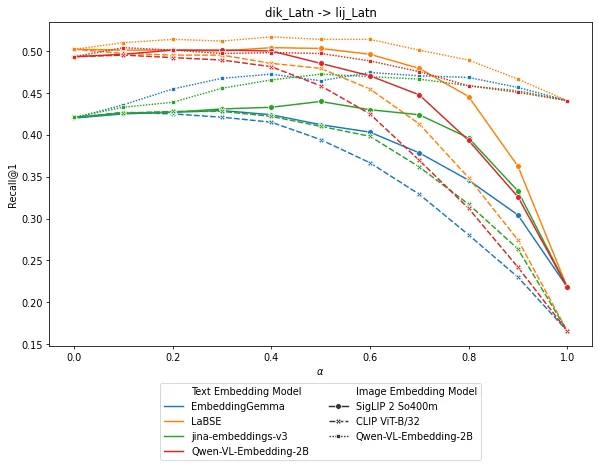 dik_Latn -> lij_Latn
Recall@1
0.50
0.45
0.40
0.35
0.30
0.25
0.20
0.15
0.0 0.2 0.4 0.6 0.8 1.0
α
Text Embedding Model
EmbeddingGemma
LaBSE
jina-embeddings-v3
Qwen-VL-Embedding-2B
Image Embedding Model
SigLIP 2 So400m
CLIP ViT-B/32
Qwen-VL-Embedding-2B